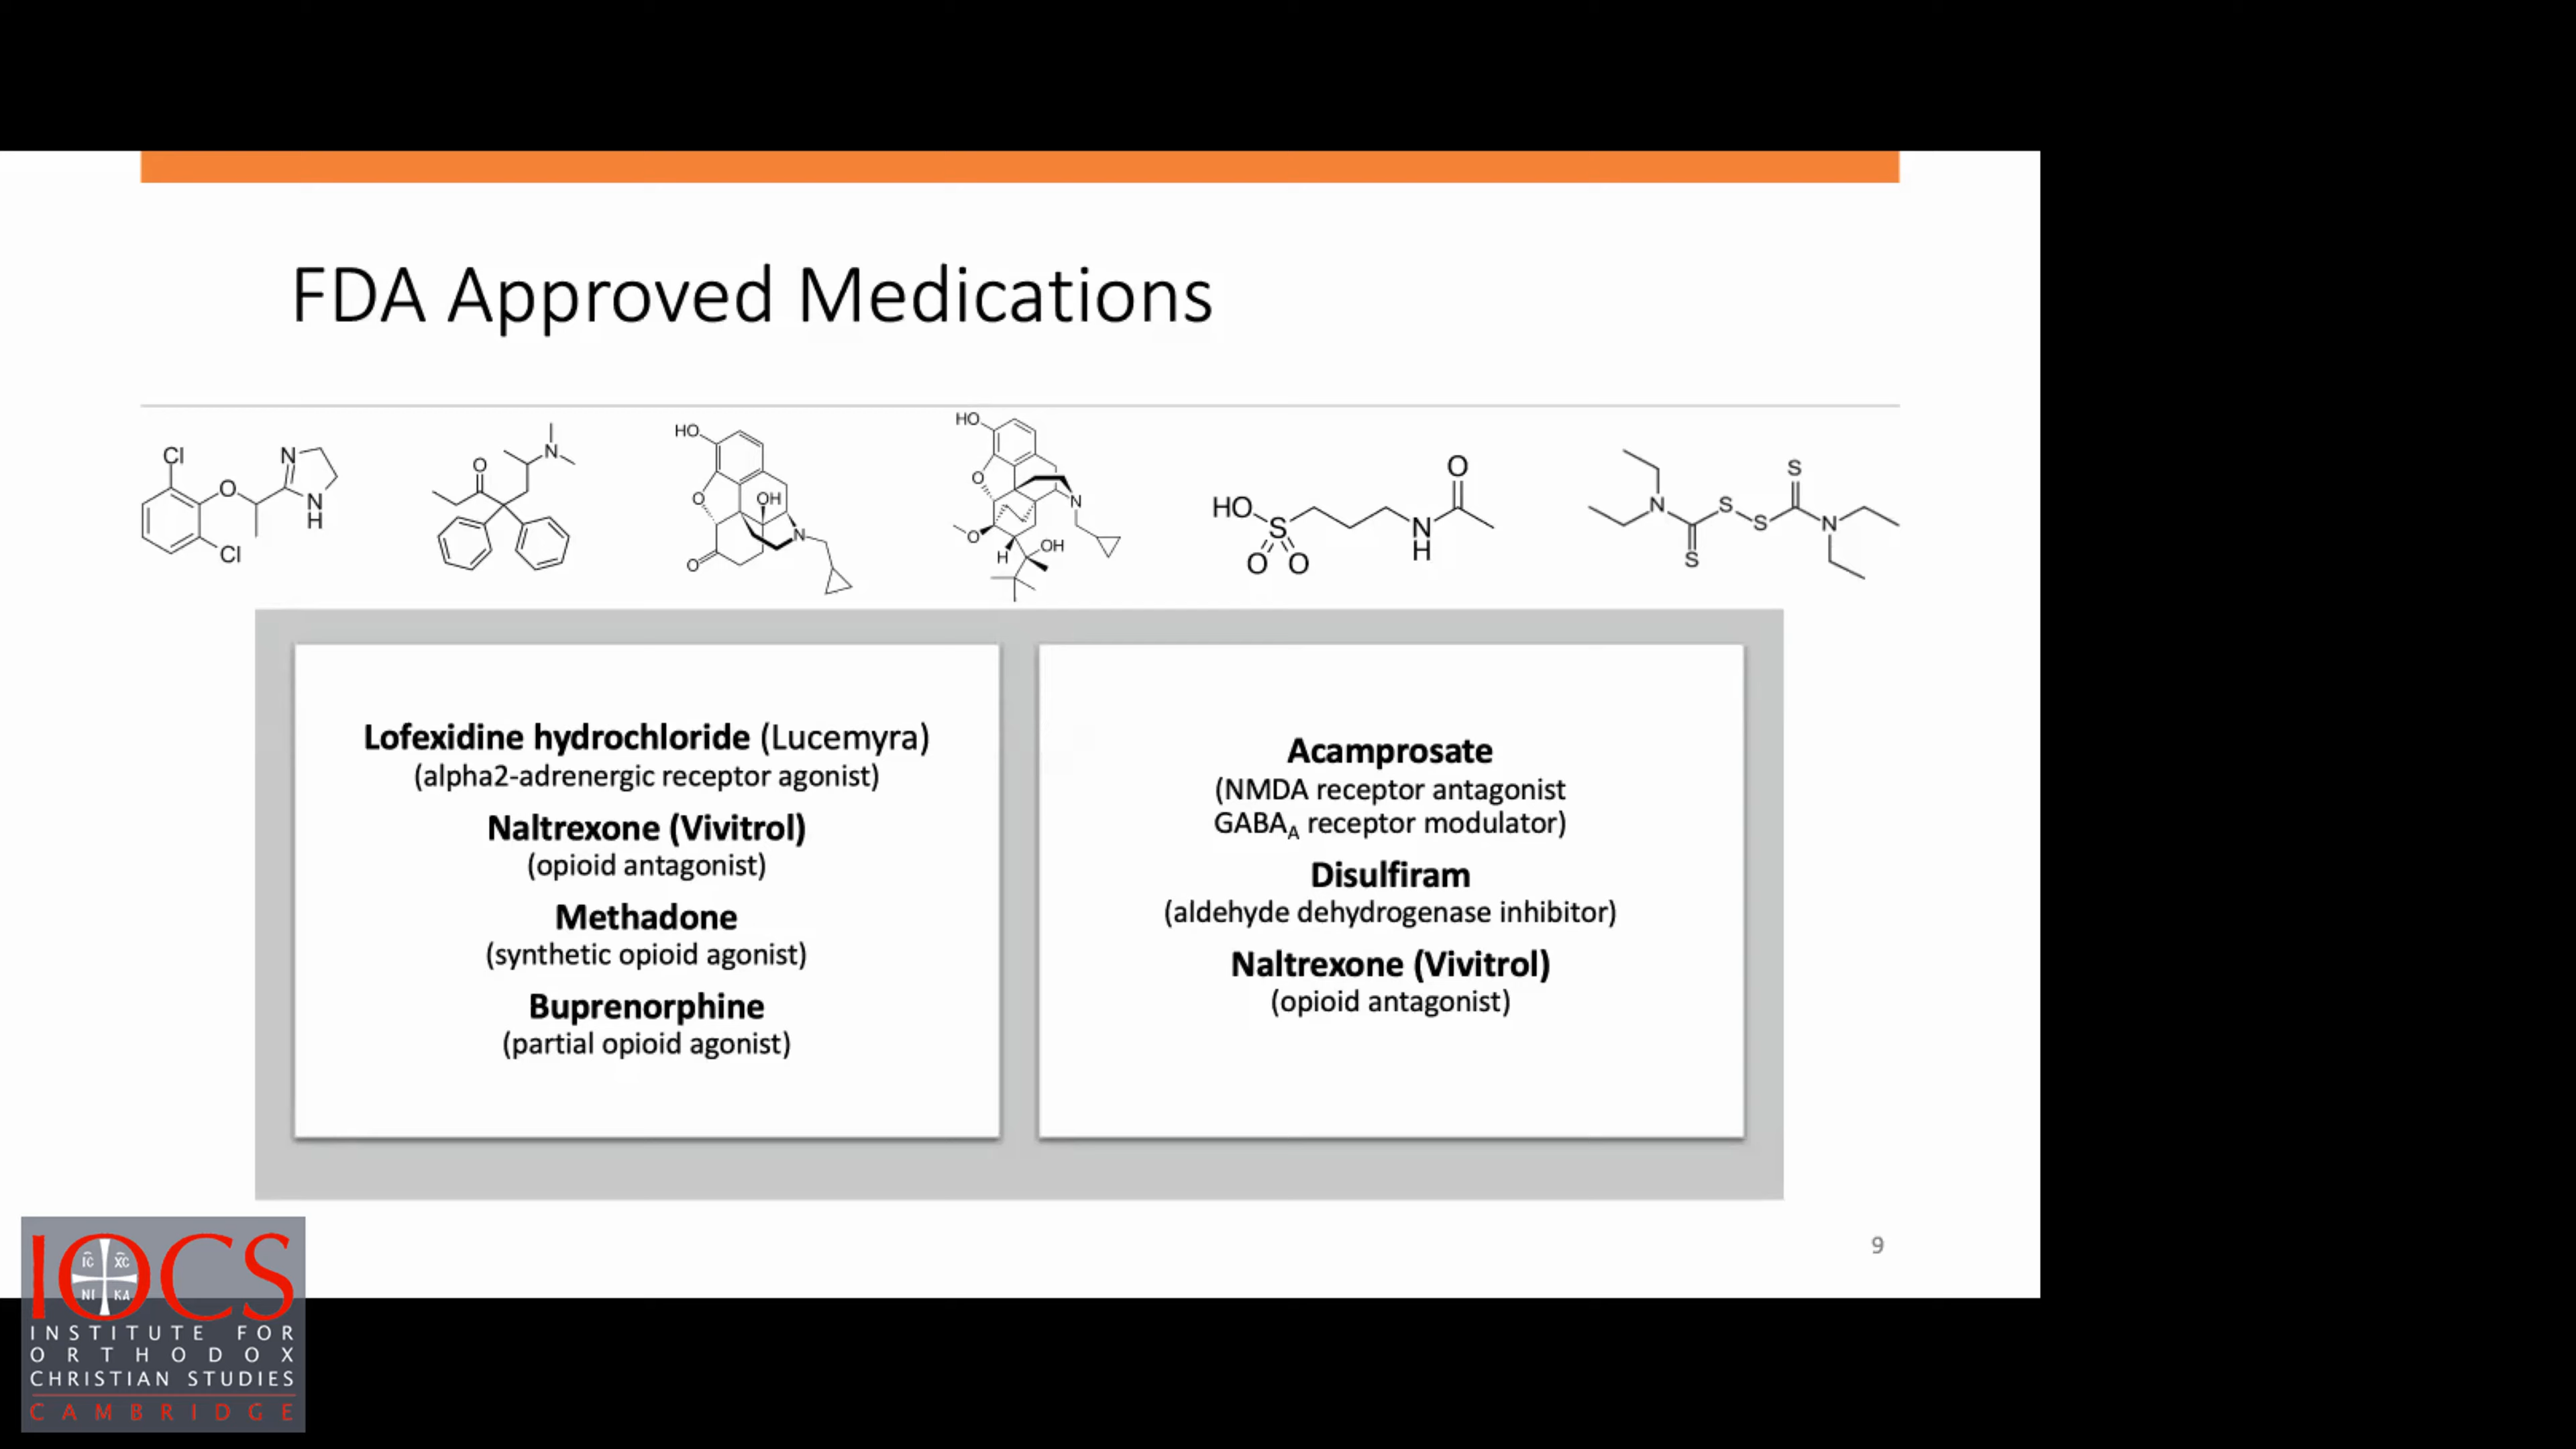 FDA Approved Medications
Cl
O
N
N
H
Cl
O
N
HO
O
OH
N
O
HO
O
N
O
H
OH
HO
S
O O
N
H
O
N
S
S
S
S
N
Lofexidine hydrochloride (Lucemyra)
(alpha2-adrenergic receptor agonist)
Naltrexone (Vivitrol)
(opioid antagonist)
Methadone
(synthetic opioid agonist)
Buprenorphine
(partial opioid agonist)
Acamprosate
(NMDA receptor antagonist
GABAA receptor modulator)
Disulfiram
(aldehyde dehydrogenase inhibitor)
Naltrexone (Vivitrol)
(opioid antagonist)
9
IOCS
IC XC
NI KA
INSTITUTE FOR
ORTHODOX
CHRISTIAN STUDIES
CAMBRIDGE